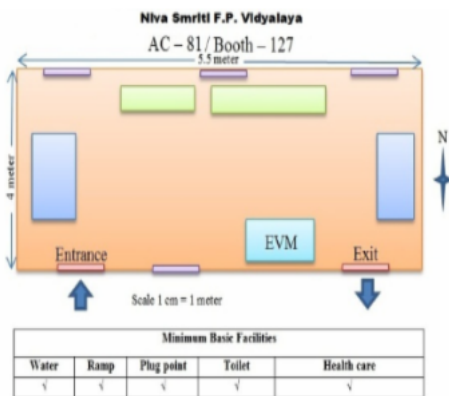 Niva Smriti F.P. Vidyalaya
AC – 81 / Booth – 127
5.5 meter
4 meter
N
EVM
Entrance
Exit
Scale 1 cm = 1 meter
Minimum Basic Facilities
Water Ramp Plug point Toilet Health care
√ √ √ √ √